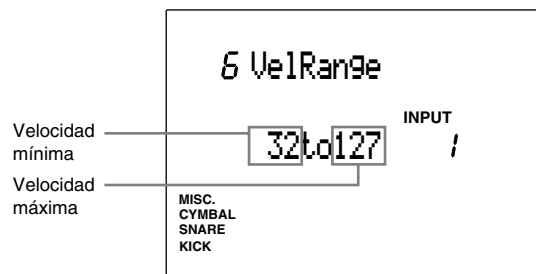 6 VelRange
INPUT
Velocidad
mínima
32to127
1
Velocidad
máxima
MISC.
CYMBAL
SNARE
KICK